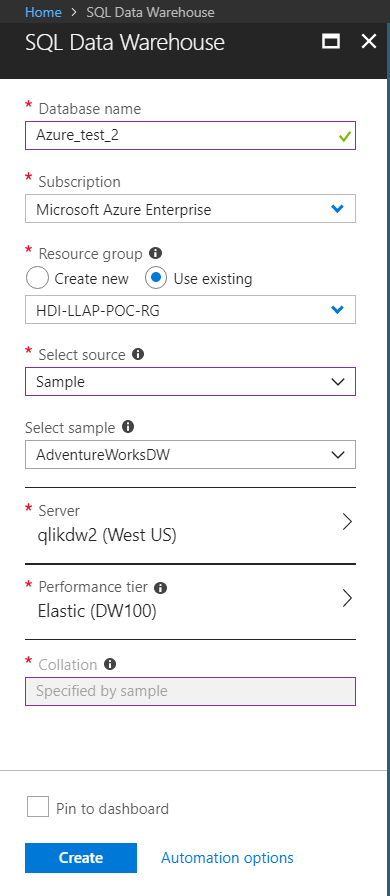 Home > SQL Data Warehouse
SQL Data Warehouse
* Database name
Azure_test_2
* Subscription
Microsoft Azure Enterprise
* Resource group
Create new Use existing
HDI-LLAP-POC-RG
* Select source
Sample
Select sample
AdventureWorksDW
* Server
qlikdw2 (West US)
* Performance tier
Elastic (DW100)
* Collation
Specified by sample
Pin to dashboard
Create Automation options